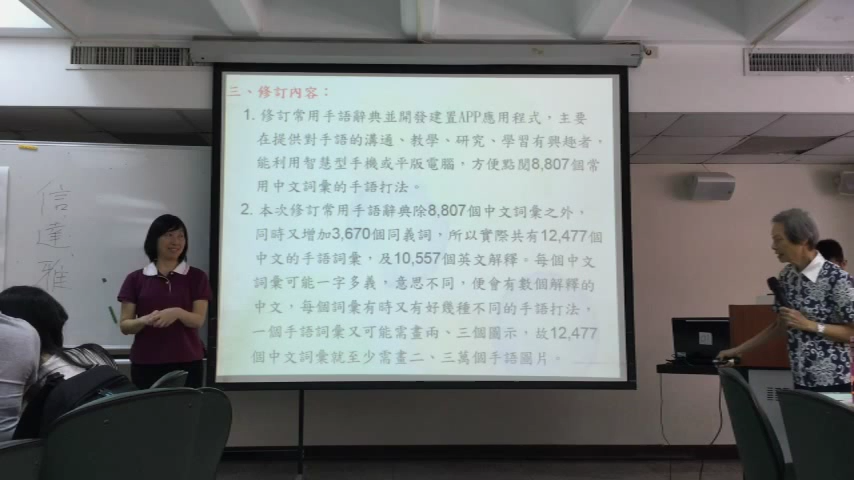 三、修訂內容：
1. 修訂常用手語辭典並開發建置APP應用程式，主要
在提供對手語的溝通、教學、研究、學習有興趣者，
能利用智慧型手機或平版電腦，方便點閱8,807個常
用中文詞彙的手語打法。
2. 本次修訂常用手語辭典除8,807個中文詞彙之外，
同時又增加3,670個同義詞，所以實際共有12,477個
中文的手語詞彙，及10,557個英文解釋。每個中文
詞彙可能一字多義，意思不同，便會有數個解釋的
中文，每個詞彙有時又有好幾種不同的手語打法，
一個手語詞彙又可能需畫兩、三個圖示，故12,477
個中文詞彙就至少需畫二、三萬個手語圖片。
信達雅